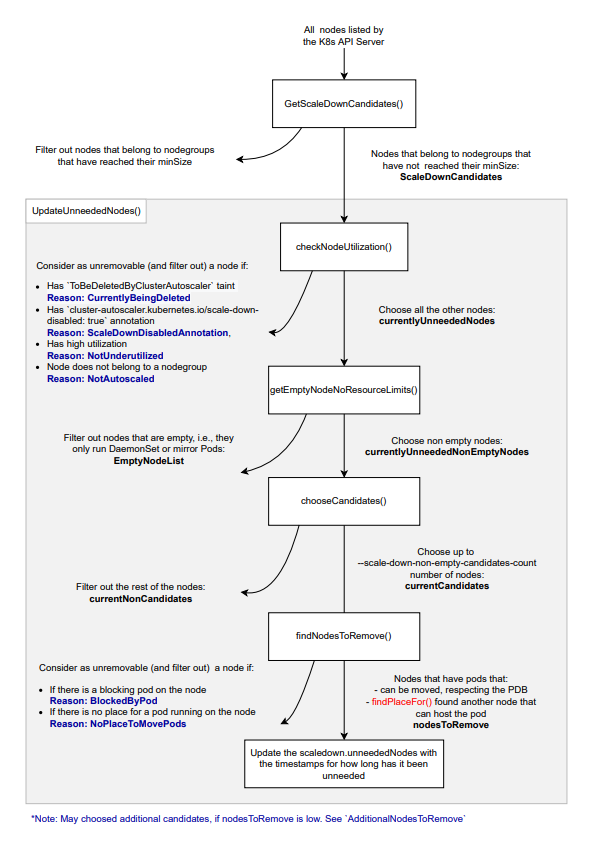 All nodes listed by
the K8s API Server
GetScaleDownCandidates()
Filter out nodes that belong to nodegroups
that have reached their minSize
Nodes that belong to nodegroups that
have not reached their minSize:
ScaleDownCandidates
UpdateUnneededNodes()
checkNodeUtilization()
Consider as unremovable (and filter out) a node if:
• Has `ToBeDeletedByClusterAutoscaler` taint
Reason: CurrentlyBeingDeleted
• Has `cluster-autoscaler.kubernetes.io/scale-down-
disabled: true` annotation
Reason: ScaleDownDisabledAnnotation,
• Has high utilization
Reason: NotUnderutilized
• Node does not belong to a nodegroup
Reason: NotAutoscaled
Choose all the other nodes:
currentlyUnneededNodes
getEmptyNodeNoResourceLimits()
Filter out nodes that are empty, i.e., they
only run DaemonSet or mirror Pods:
EmptyNodeList
Choose non empty nodes:
currentlyUnneededNonEmptyNodes
chooseCandidates()
Choose up to
--scale-down-non-empty-candidates-count
number of nodes:
currentCandidates
Filter out the rest of the nodes:
currentNonCandidates
findNodesToRemove()
Consider as unremovable (and filter out) a node if:
• If there is a blocking pod on the node
Reason: BlockedByPod
• If there is no place for a pod running on the node
Reason: NoPlaceToMovePods
Nodes that have pods that:
- can be moved, respecting the PDB
- findPlaceFor() found another node that
can host the pod
nodesToRemove
Update the scaledown.unneededNodes with
the timestamps for how long has it been
unneeded
*Note: May choosed additional candidates, if nodesToRemove is low. See `AdditionalNodesToRemove`